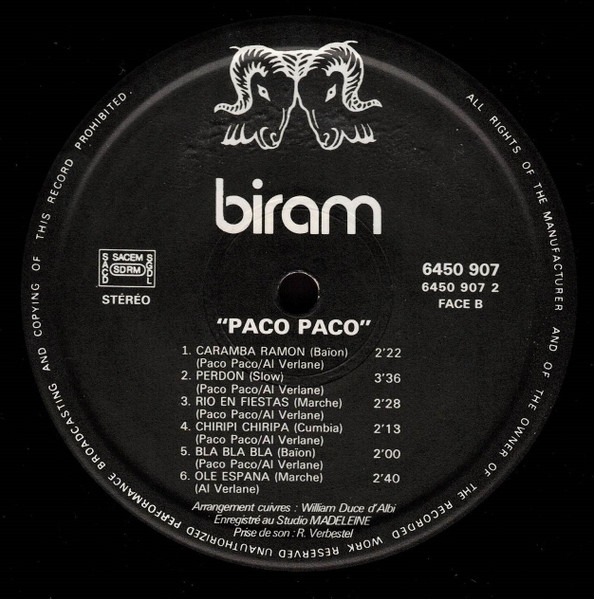 biram
SACEM
SACD
SDRM
SGDL
STÉRÉO
6450 907
6450 907 2
FACE B
"PACO PACO"
1. CARAMBA RAMON (Baïon) 2'22
(Paco Paco/Al Verlane)
2. PERDON (Slow) 3'36
(Paco Paco/Al Verlane)
3. RIO EN FIESTAS (Marche) 2'28
(Paco Paco/Al Verlane)
4. CHIRIPI CHIRIPA (Cumbia) 2'13
(Paco Paco/Al Verlane)
5. BLA BLA BLA (Baïon) 2'00
(Paco Paco/Al Verlane)
6. OLE ESPANA (Marche) 2'40
(Al Verlane)
Arrangement cuivres : William Duce d'Albi
Enregistré au Studio MADELEINE
Prise de son : R. Verbestel
ALL RIGHTS OF THE MANUFACTURER AND OF THE OWNER OF THE RECORDED WORK RESERVED UNAUTHORIZED PERFORMANCE BROADCASTING AND COPYING OF THIS RECORD PROHIBITED.